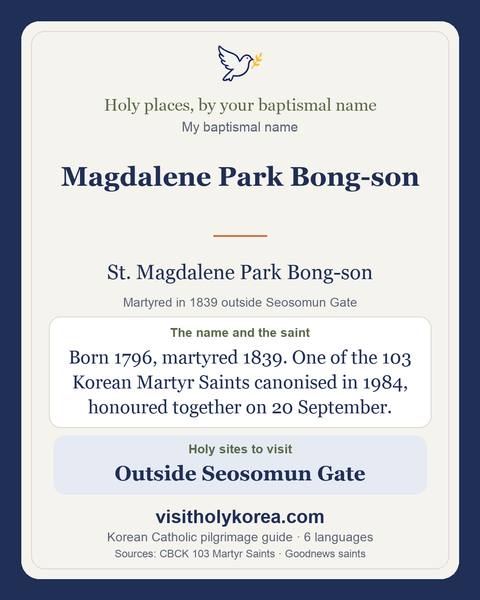 Holy places, by your baptismal name
My baptismal name
Magdalene Park Bong-son
St. Magdalene Park Bong-son
Martyred in 1839 outside Seosomun Gate
The name and the saint
Born 1796, martyred 1839. One of the 103
Korean Martyr Saints canonised in 1984,
honoured together on 20 September.
Holy sites to visit
Outside Seosomun Gate
visitholykorea.com
Korean Catholic pilgrimage guide · 6 languages
Sources: CBCK 103 Martyr Saints · Goodnews saints